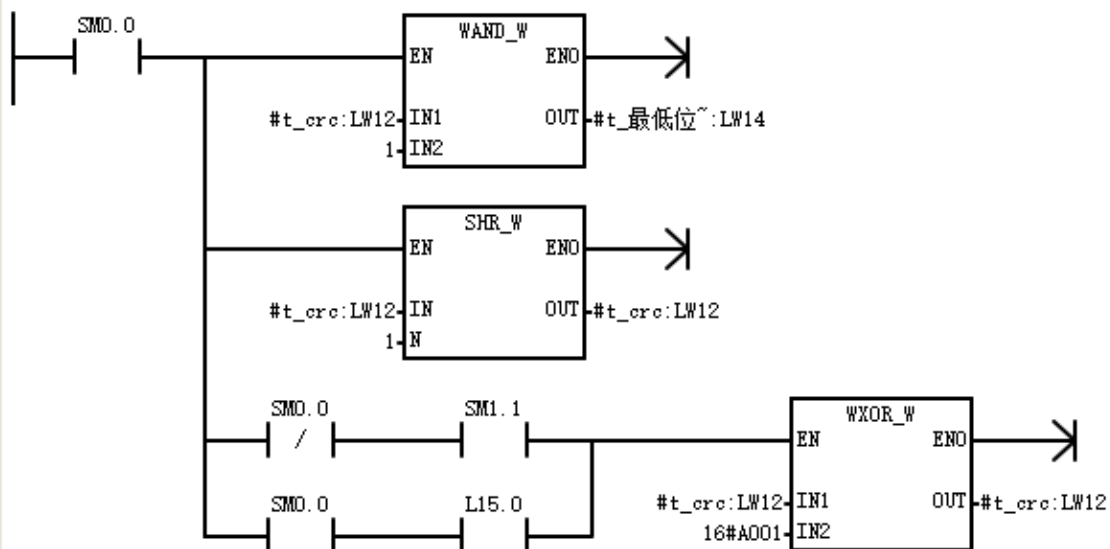 SM0.0
WAND_W
EN ENO
#t_crc:LW12 IN1 OUT #t_最低位~:LW14
1 IN2
SHR_W
EN ENO
#t_crc:LW12 IN OUT #t_crc:LW12
1 N
SM0.0 SM1.1
/
WXOR_W
EN ENO
SM0.0 L15.0
#t_crc:LW12 IN1 OUT #t_crc:LW12
16#A001 IN2